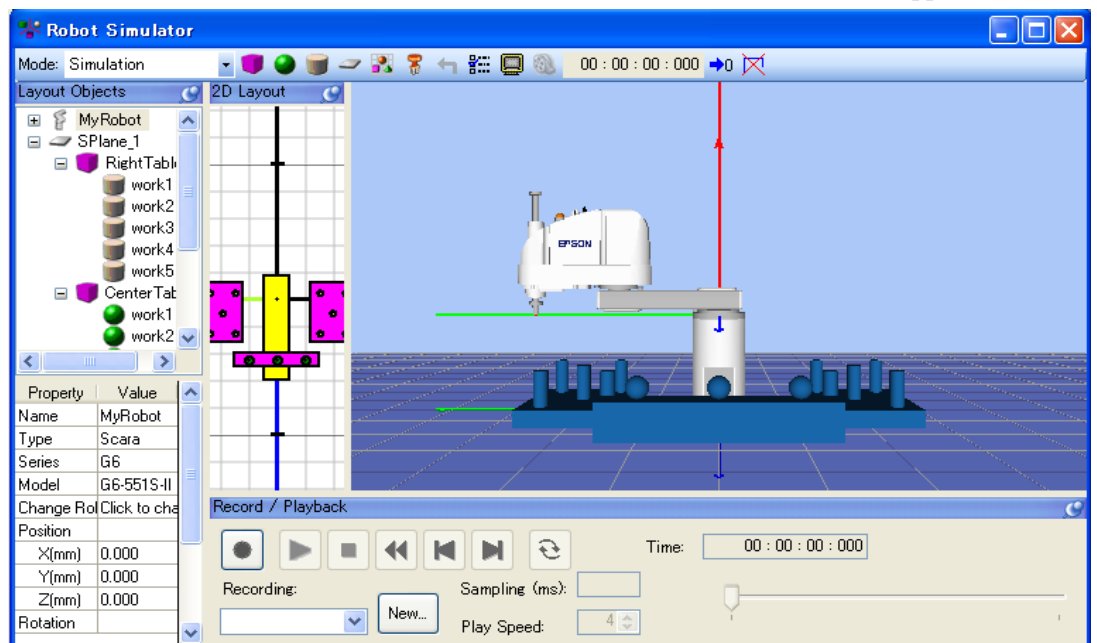 Robot Simulator
Mode: Simulation
00 : 00 : 00 : 000
0
Layout Objects
2D Layout
MyRobot
SPlane_1
RightTabl
work1
work2
work3
work4
work5
CenterTab
work1
work2
EPSON
Property Value
Name MyRobot
Type Scara
Series G6
Model G6-551S-II
Change Rol Click to cha
Position
X(mm) 0.000
Y(mm) 0.000
Z(mm) 0.000
Rotation
Record / Playback
Time: 00 : 00 : 00 : 000
Recording:
New...
Sampling (ms):
Play Speed: 4